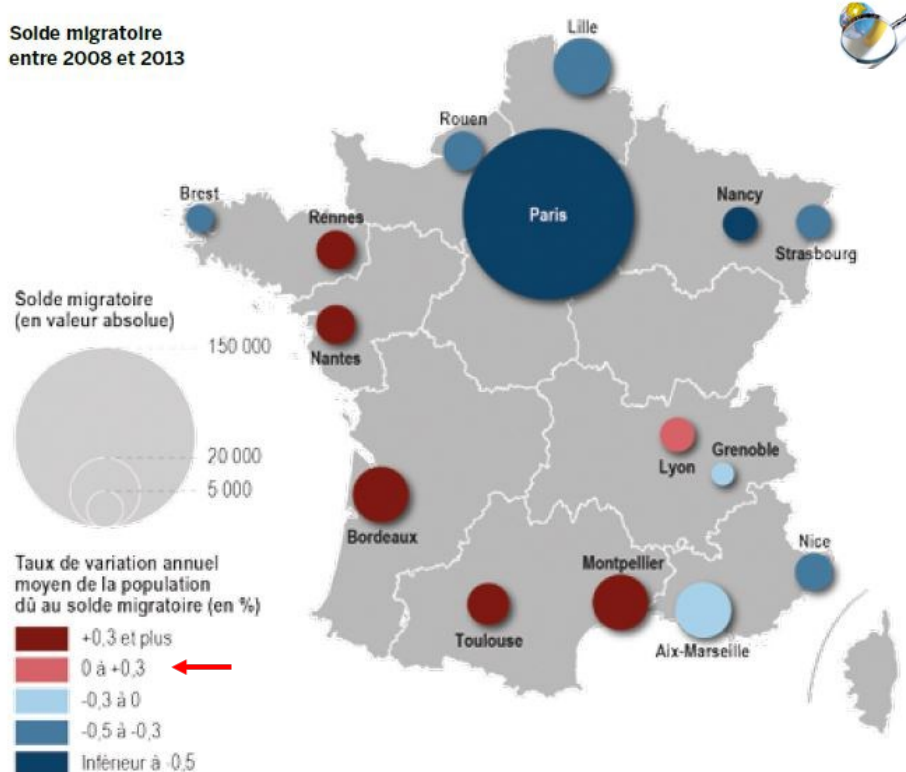 Solde migratoire
entre 2008 et 2013
Lille
Rouen
Brest
Rennes
Paris
Nancy
Strasbourg
Nantes
Solde migratoire
(en valeur absolue)
150 000
20 000
5 000
Lyon
Grenoble
Bordeaux
Nice
Montpellier
Toulouse
Aix-Marseille
Taux de variation annuel
moyen de la population
dû au solde migratoire (en %)
+0,3 et plus
0 à +0,3
-0,3 à 0
-0,5 à -0,3
Inférieur à -0,5